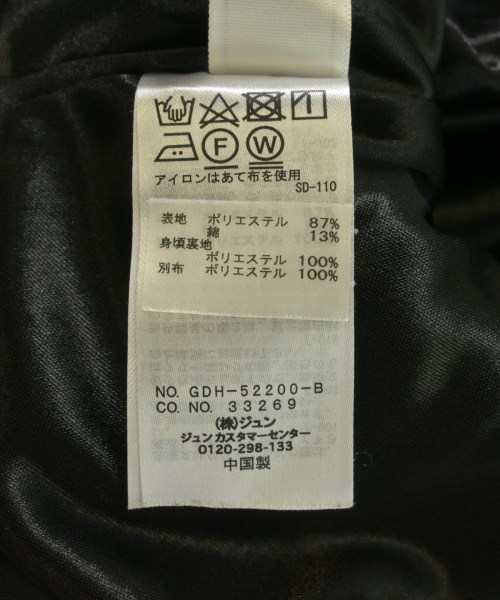 F W
アイロンはあて布を使用
SD-110
表地 ポリエステル 87%
綿 13%
身頃裏地
ポリエステル 100%
別布 ポリエステル 100%
NO. GDH-52200-B
CO. NO. 33269
(株)ジュン
ジュンカスタマーセンター
0120-298-133
中国製